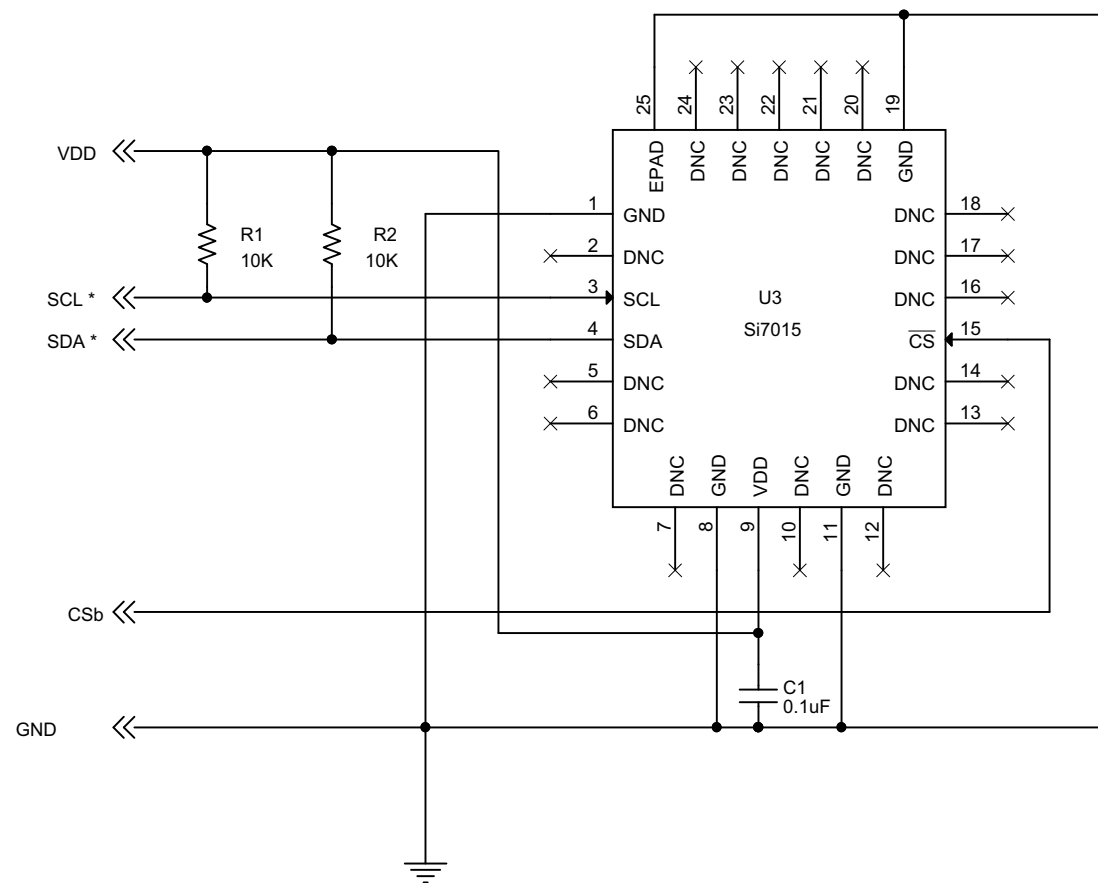 25
24
23
22
21
20
19
EPAD
DNC
DNC
DNC
DNC
DNC
GND
VDD
R1
10K
R2
10K
SCL *
SDA *
1
GND
2
DNC
3
SCL
4
SDA
5
DNC
6
DNC
U3
Si7015
DNC
18
DNC
17
DNC
16
CS
15
DNC
14
DNC
13
DNC
GND
VDD
DNC
GND
DNC
7
8
9
10
11
12
CSb
C1
0.1uF
GND